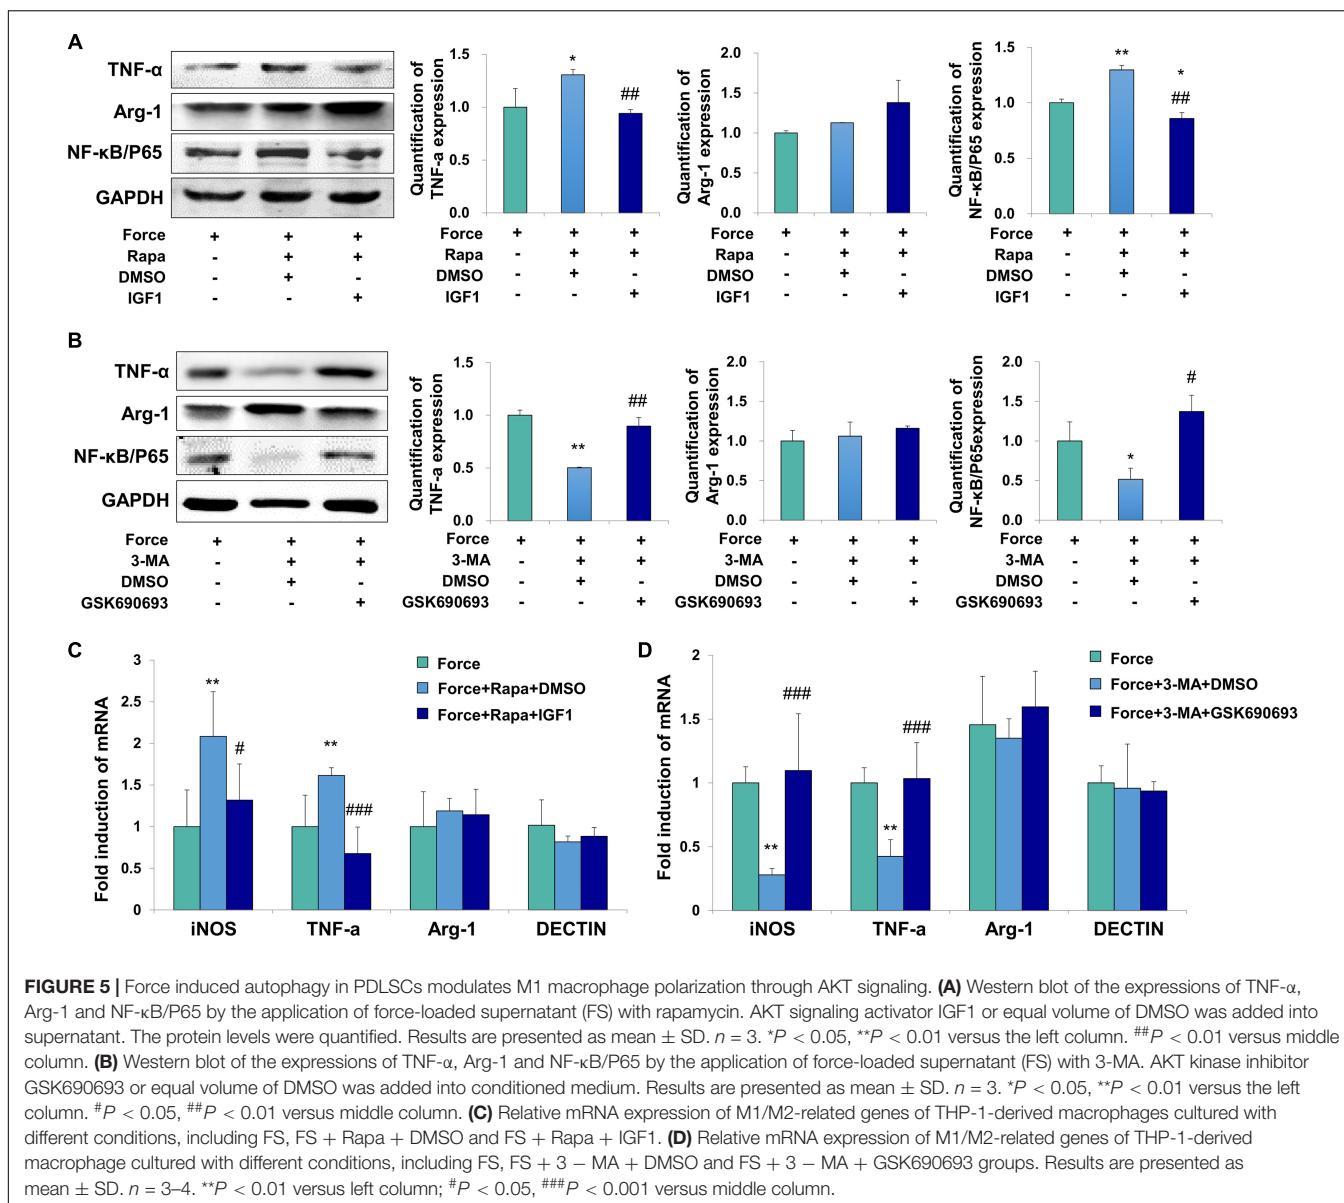 A
TNF-α
Arg-1
NF-κB/P65
GAPDH
Force + + +
Rapa - + +
DMSO - + -
IGF1 - - +
Quantification of
TNF-a expression
1.5
1.0
0.5
0.0
*
##
Force + + +
Rapa - + +
DMSO - + -
IGF1 - - +
Quantification of
Arg-1 expression
2.0
1.5
1.0
0.5
0.0
Force + + +
Rapa - + +
DMSO - + -
IGF1 - - +
Quantification of
NF-κB/P65 expression
1.5
1.0
0.5
0.0
**
*
##
Force + + +
Rapa - + +
DMSO - + -
IGF1 - - +
B
TNF-α
Arg-1
NF-κB/P65
GAPDH
Force + + +
3-MA - + +
DMSO - + -
GSK690693 - - +
Quantification of
TNF-a expression
1.5
1.0
0.5
0.0
**
##
Force + + +
3-MA - + +
DMSO - + -
GSK690693 - - +
Quantification of
Arg-1 expression
2.0
1.5
1.0
0.5
0.0
Force + + +
3-MA - + +
DMSO - + -
GSK690693 - - +
Quantification of
NF-κB/P65expression
2.0
1.5
1.0
0.5
0.0
*
#
Force + + +
3-MA - + +
DMSO - + -
GSK690693 - - +
C
Fold induction of mRNA
3
2.5
2
1.5
1
0.5
0
Force
Force+Rapa+DMSO
Force+Rapa+IGF1
**
#
**
###
iNOS TNF-a Arg-1 DECTIN
D
Fold induction of mRNA
2
1.5
1
0.5
0
Force
Force+3-MA+DMSO
Force+3-MA+GSK690693
**
###
**
###
iNOS TNF-a Arg-1 DECTIN
FIGURE 5 | Force induced autophagy in PDLSCs modulates M1 macrophage polarization through AKT signaling. (A) Western blot of the expressions of TNF-α,
Arg-1 and NF-κB/P65 by the application of force-loaded supernatant (FS) with rapamycin. AKT signaling activator IGF1 or equal volume of DMSO was added into
supernatant. The protein levels were quantified. Results are presented as mean ± SD. n = 3. *P < 0.05, **P < 0.01 versus the left column. ##P < 0.01 versus middle
column. (B) Western blot of the expressions of TNF-α, Arg-1 and NF-κB/P65 by the application of force-loaded supernatant (FS) with 3-MA. AKT kinase inhibitor
GSK690693 or equal volume of DMSO was added into conditioned medium. Results are presented as mean ± SD. n = 3. *P < 0.05, **P < 0.01 versus the left
column. #P < 0.05, ##P < 0.01 versus middle column. (C) Relative mRNA expression of M1/M2-related genes of THP-1-derived macrophages cultured with
different conditions, including FS, FS + Rapa + DMSO and FS + Rapa + IGF1. (D) Relative mRNA expression of M1/M2-related genes of THP-1-derived
macrophage cultured with different conditions, including FS, FS + 3 − MA + DMSO and FS + 3 − MA + GSK690693 groups. Results are presented as
mean ± SD. n = 3–4. **P < 0.01 versus left column; #P < 0.05, ###P < 0.001 versus middle column.